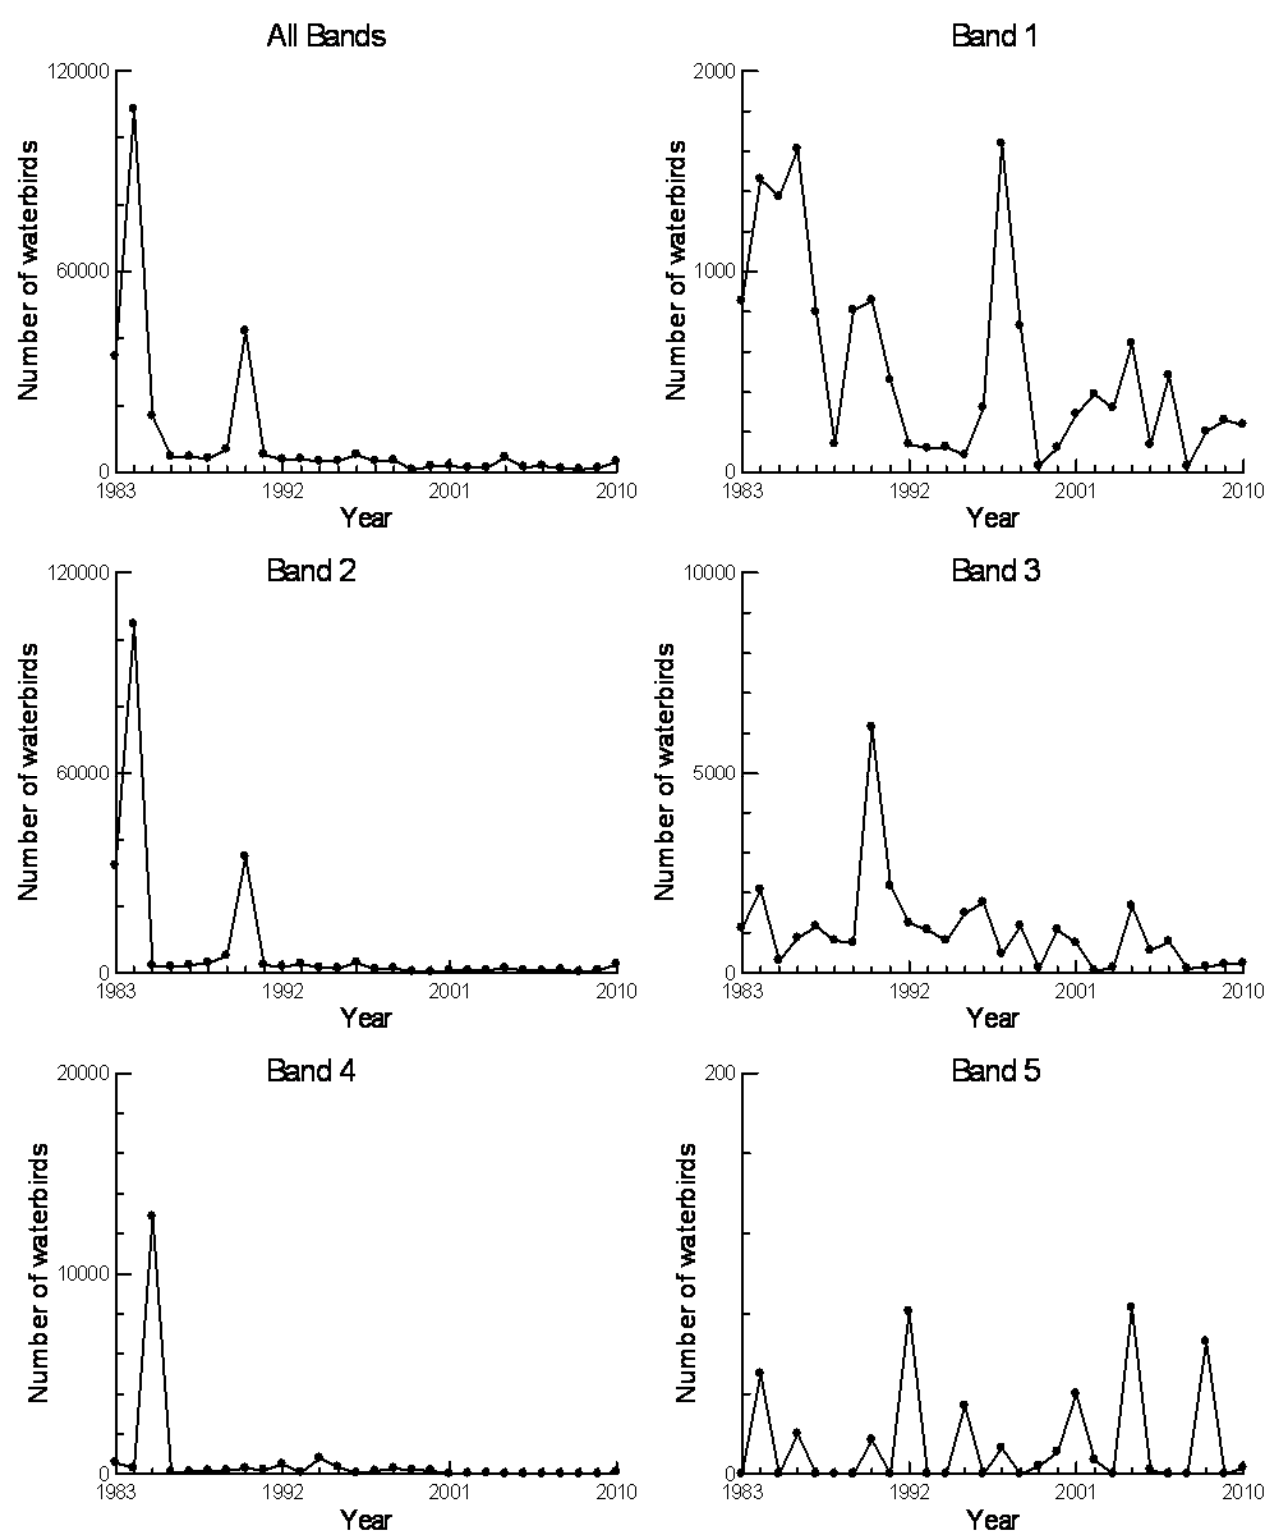 All Bands
120000
60000
0
Number of waterbirds
1983 1992 2001 2010
Year
Band 1
2000
1000
0
Number of waterbirds
1983 1992 2001 2010
Year
Band 2
120000
60000
0
Number of waterbirds
1983 1992 2001 2010
Year
Band 3
10000
5000
0
Number of waterbirds
1983 1992 2001 2010
Year
Band 4
20000
10000
0
Number of waterbirds
1983 1992 2001 2010
Year
Band 5
200
0
Number of waterbirds
1983 1992 2001 2010
Year